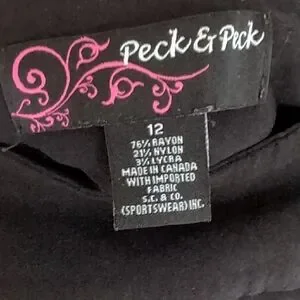 Peck & Peck
12
76% RAYON
21% NYLON
3% LYCRA
MADE IN CANADA
WITH IMPORTED
FABRIC
S.C. & CO.
(SPORTSWEAR) INC.